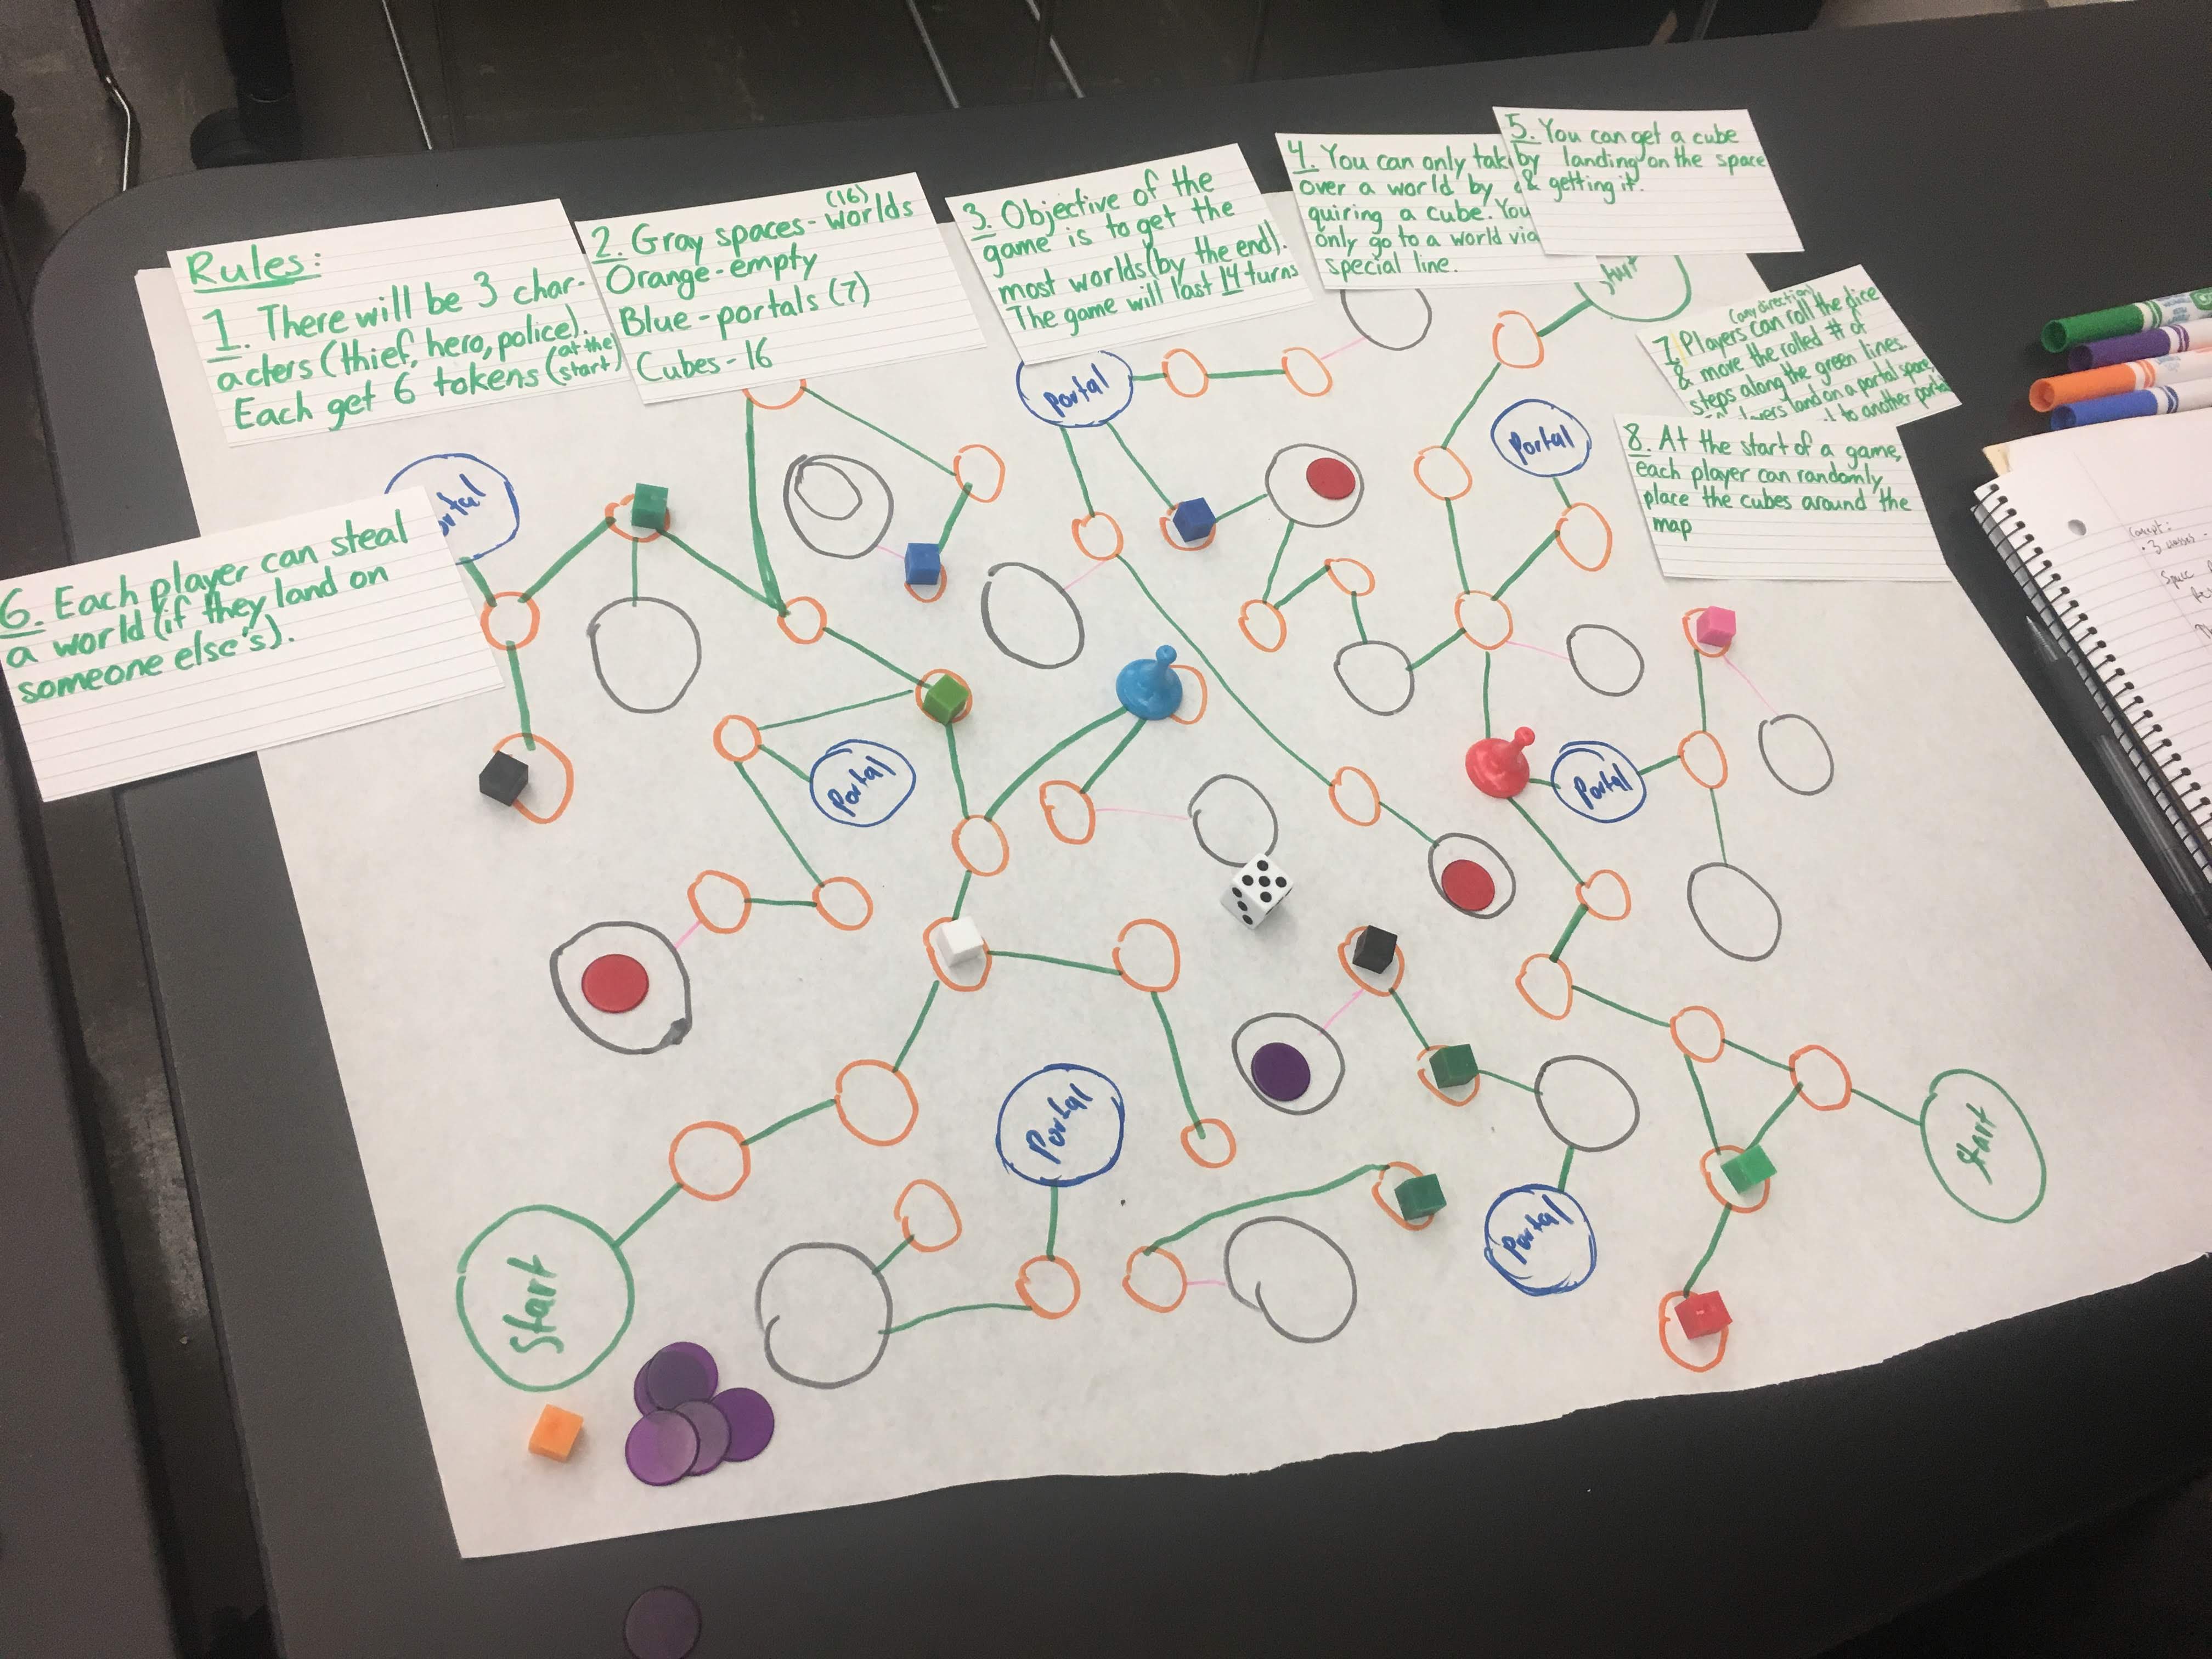 Rules:
1. There will be 3 char-
acters (thief, hero, police).
Each get 6 tokens (at the start)
2. Gray spaces - worlds (16)
Orange - empty
Blue - portals (7)
Cubes - 16
3. Objective of the
game is to get the
most worlds (by the end).
The game will last 14 turns
4. You can only take
over a world by ac-
quiring a cube. You
only go to a world via
special line.
5. You can get a cube
by landing on the space
& getting it.
6. Each player can steal
a world (if they land on
someone else's).
7. Players can roll the dice
(any direction)
& move the rolled # of
steps along the green lines.
land on a portal space,
to another portal
8. At the start of a game,
each player can randomly
place the cubes around the
map
Start
Portal
Portal
portal
Portal
Portal
portal
Start
Concept: